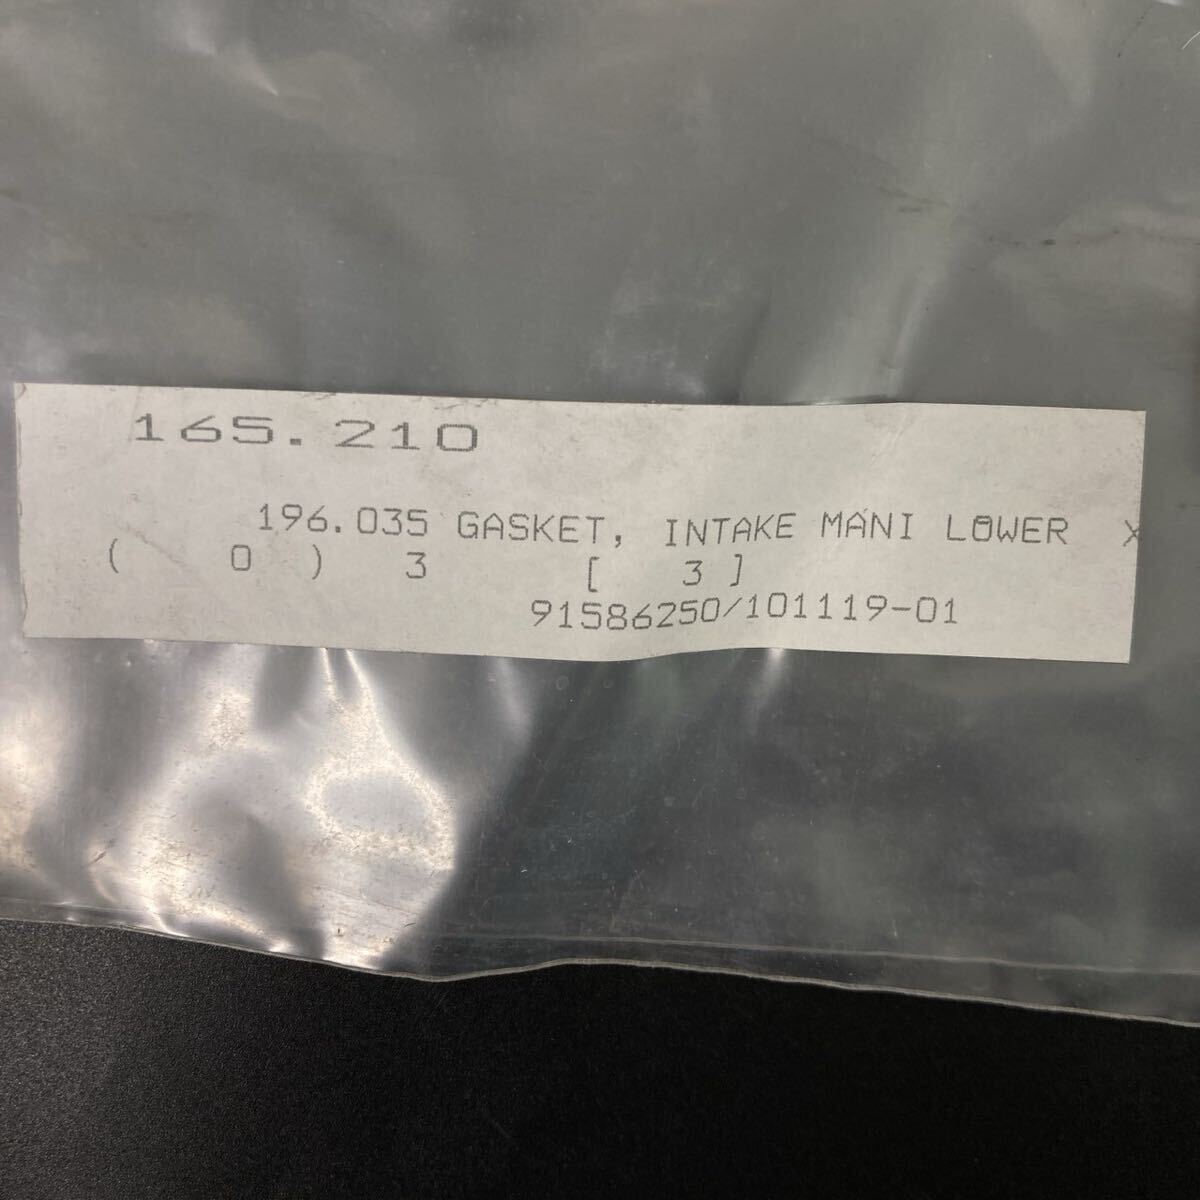 165.210
196.035 GASKET, INTAKE MANI LOWER X
( 0 ) 3 [ 3 ]
91586250/101119-01